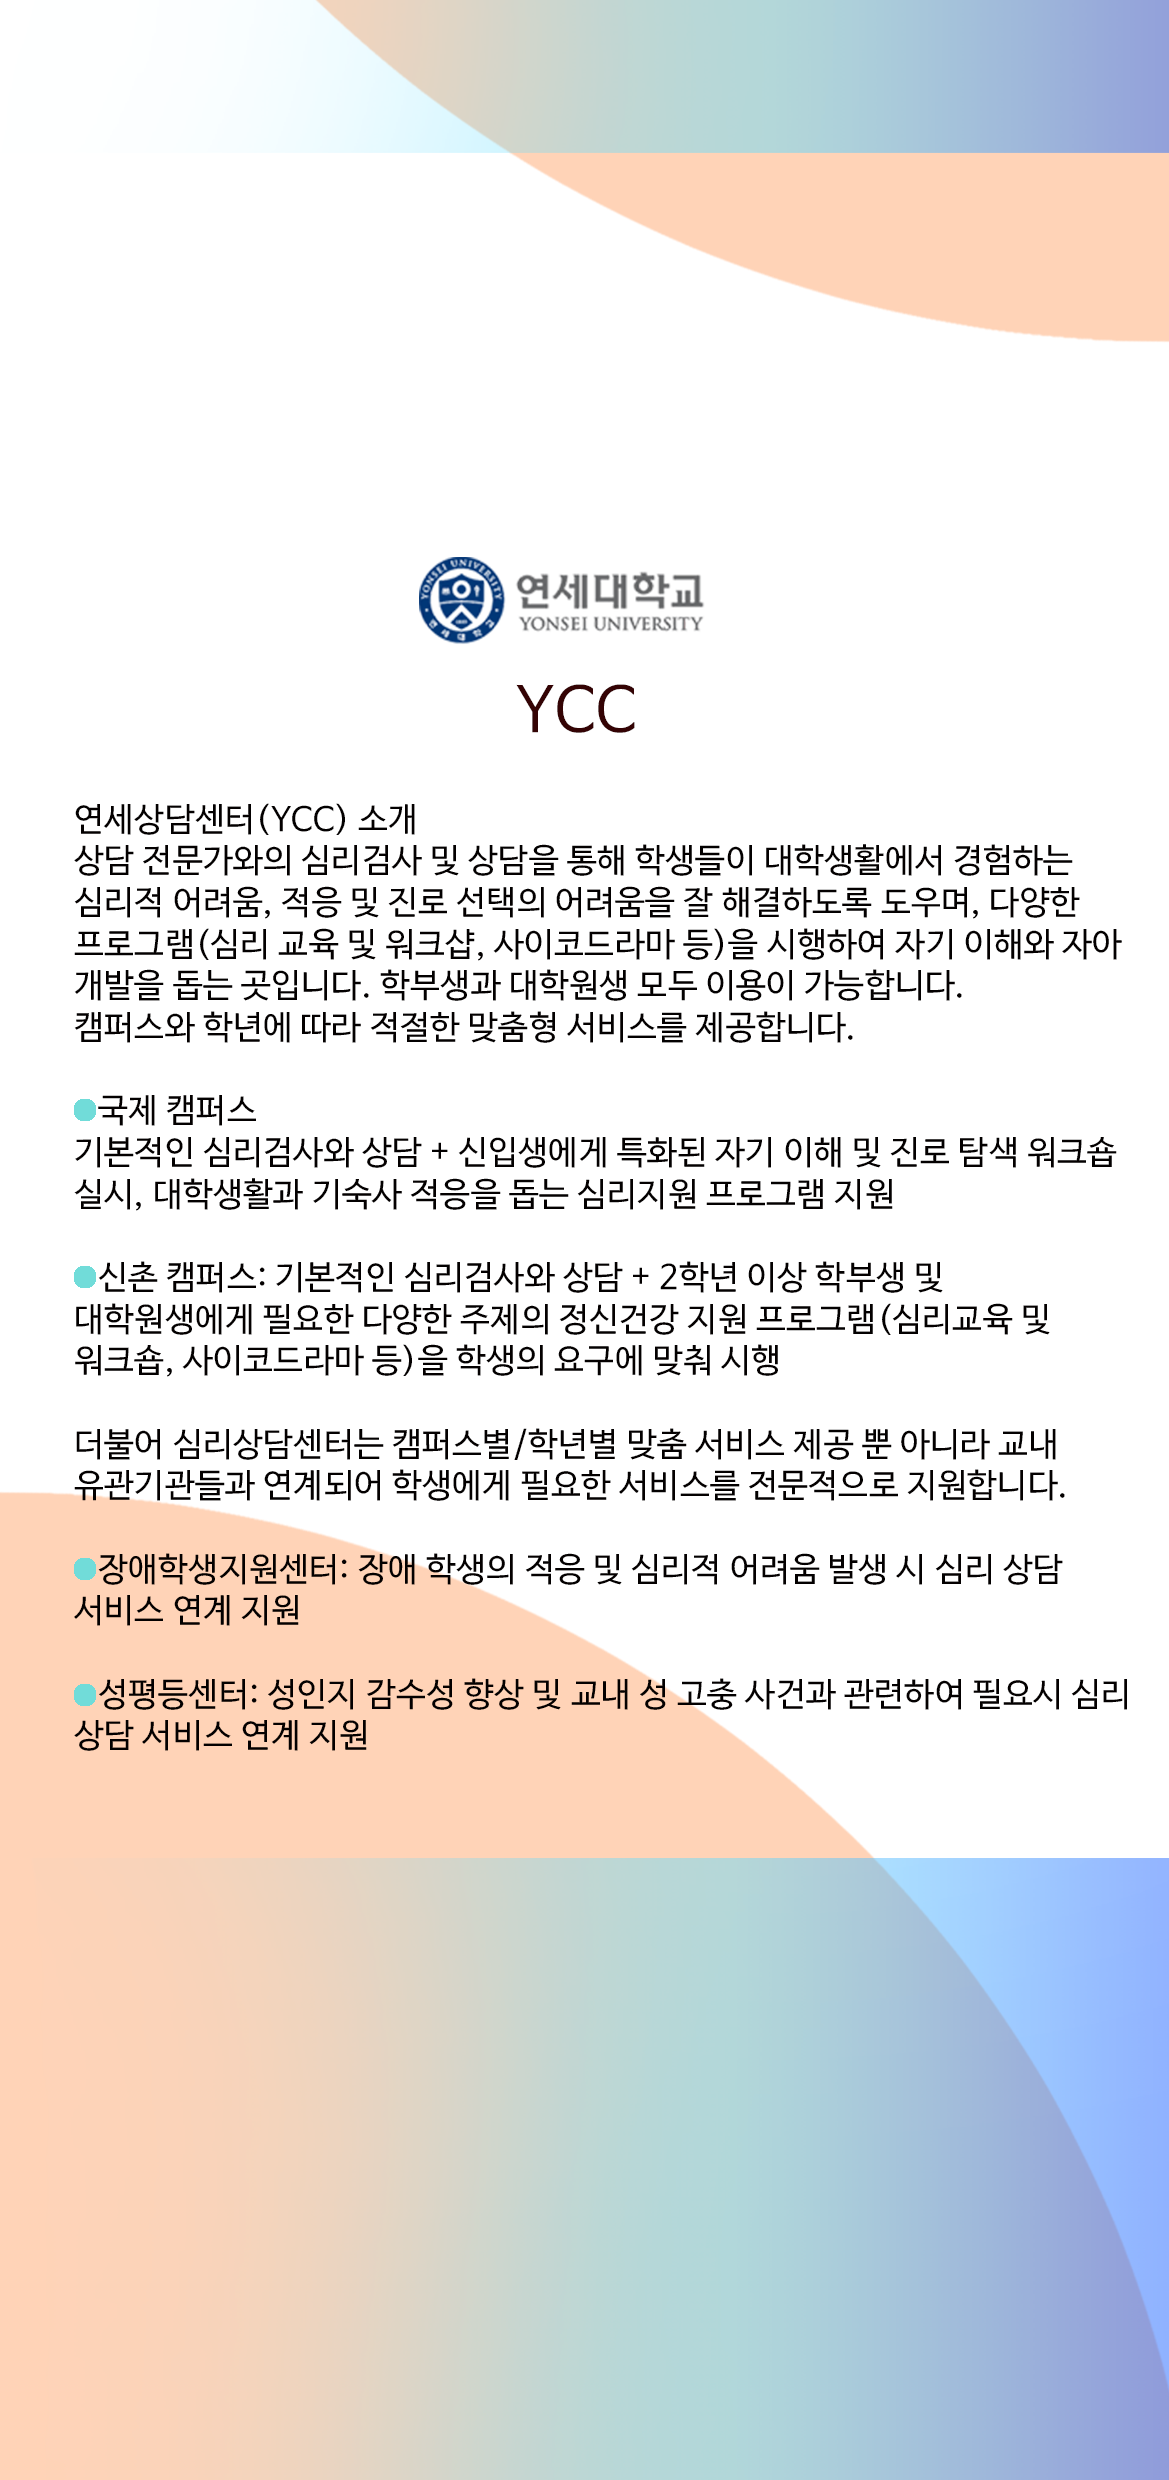 연세대학교
YONSEI UNIVERSITY
YCC
연세상담센터(YCC) 소개
상담 전문가와의 심리검사 및 상담을 통해 학생들이 대학생활에서 경험하는
심리적 어려움, 적응 및 진로 선택의 어려움을 잘 해결하도록 도우며, 다양한
프로그램(심리 교육 및 워크샵, 사이코드라마 등)을 시행하여 자기 이해와 자아
개발을 돕는 곳입니다. 학부생과 대학원생 모두 이용이 가능합니다.
캠퍼스와 학년에 따라 적절한 맞춤형 서비스를 제공합니다.
●국제 캠퍼스
기본적인 심리검사와 상담 + 신입생에게 특화된 자기 이해 및 진로 탐색 워크숍
실시, 대학생활과 기숙사 적응을 돕는 심리지원 프로그램 지원
●신촌 캠퍼스: 기본적인 심리검사와 상담 + 2학년 이상 학부생 및
대학원생에게 필요한 다양한 주제의 정신건강 지원 프로그램(심리교육 및
워크숍, 사이코드라마 등)을 학생의 요구에 맞춰 시행
더불어 심리상담센터는 캠퍼스별/학년별 맞춤 서비스 제공 뿐 아니라 교내
유관기관들과 연계되어 학생에게 필요한 서비스를 전문적으로 지원합니다.
●장애학생지원센터: 장애 학생의 적응 및 심리적 어려움 발생 시 심리 상담
서비스 연계 지원
●성평등센터: 성인지 감수성 향상 및 교내 성 고충 사건과 관련하여 필요시 심리
상담 서비스 연계 지원